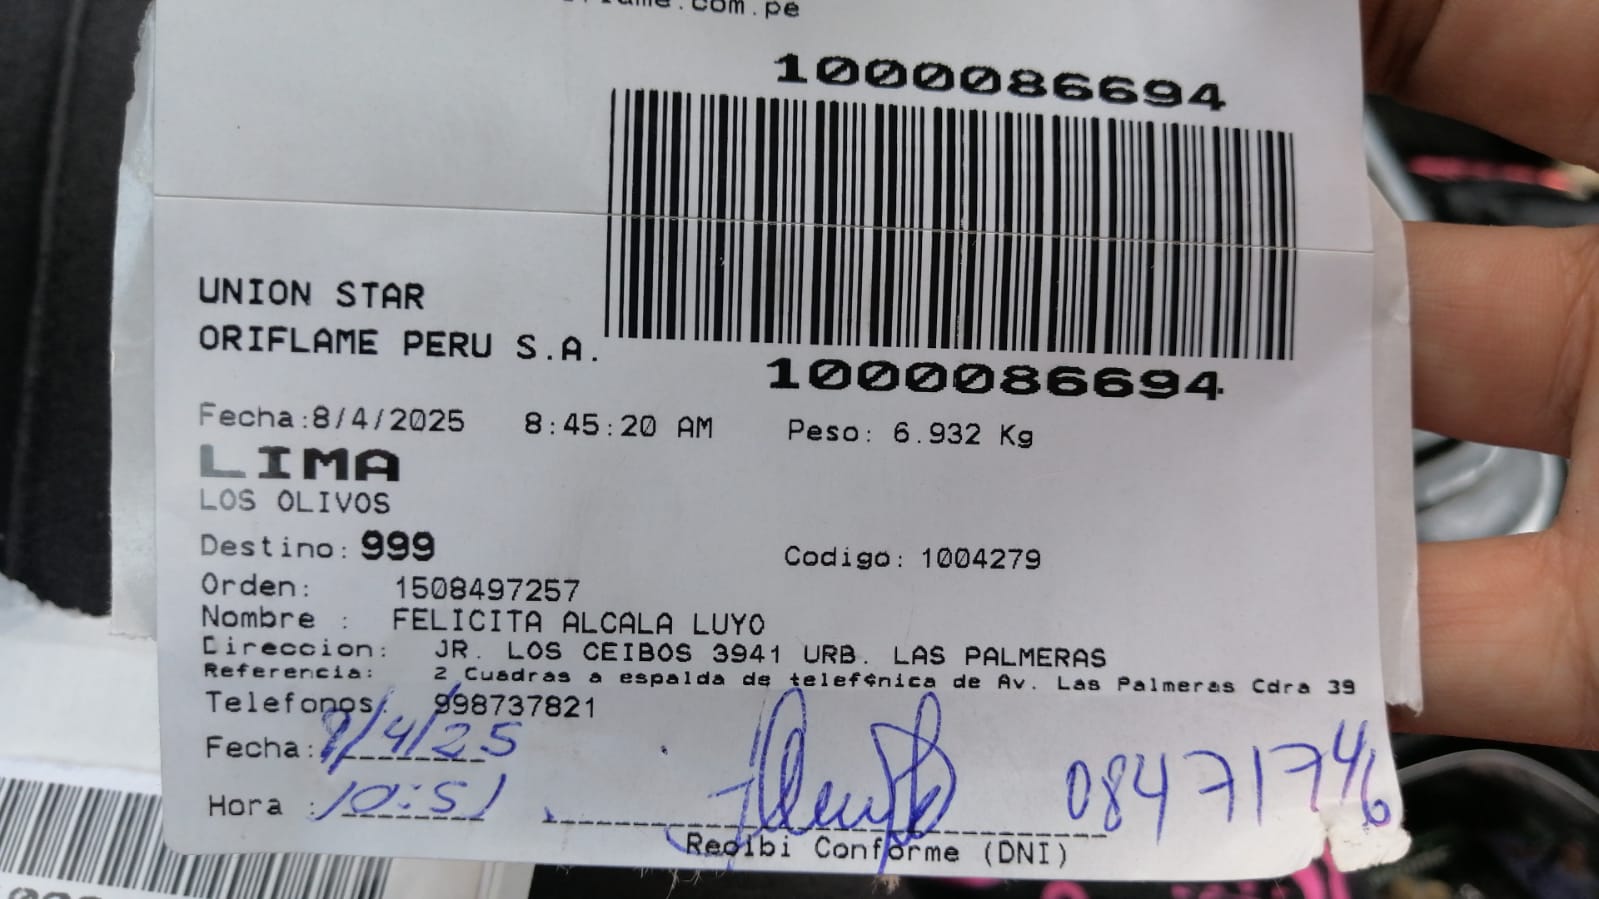 .com.pe
1000086694
UNION STAR
ORIFLAME PERU S.A.
1000086694
Fecha:8/4/2025 8:45:20 AM Peso: 6.932 Kg
LIMA
LOS OLIVOS
Destino: 999 Codigo: 1004279
Orden: 1508497257
Nombre : FELICITA ALCALA LUYO
Direccion: JR. LOS CEIBOS 3941 URB. LAS PALMERAS
Referencia: 2 Cuadras a espalda de telefónica de Av. Las Palmeras Cdra 39
Telefonos: 998737821
Fecha: 8/4/25
Hora : 10:51 08471746
Recibi Conforme (DNI)